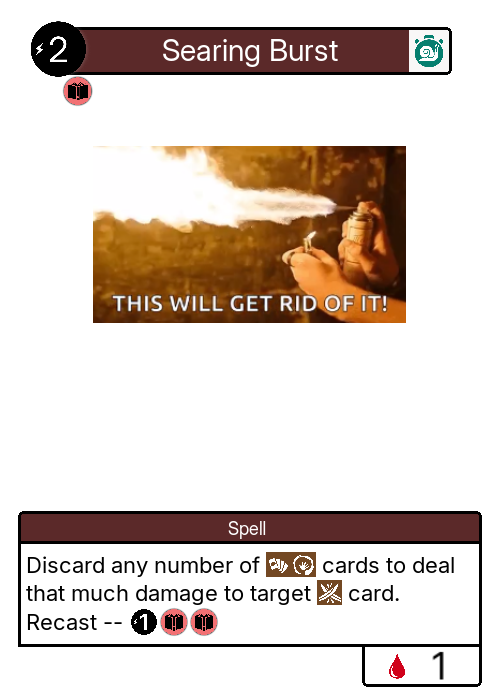 2
Searing Burst
THIS WILL GET RID OF IT!
Spell
Discard any number of cards to deal
that much damage to target card.
Recast -- 1
1